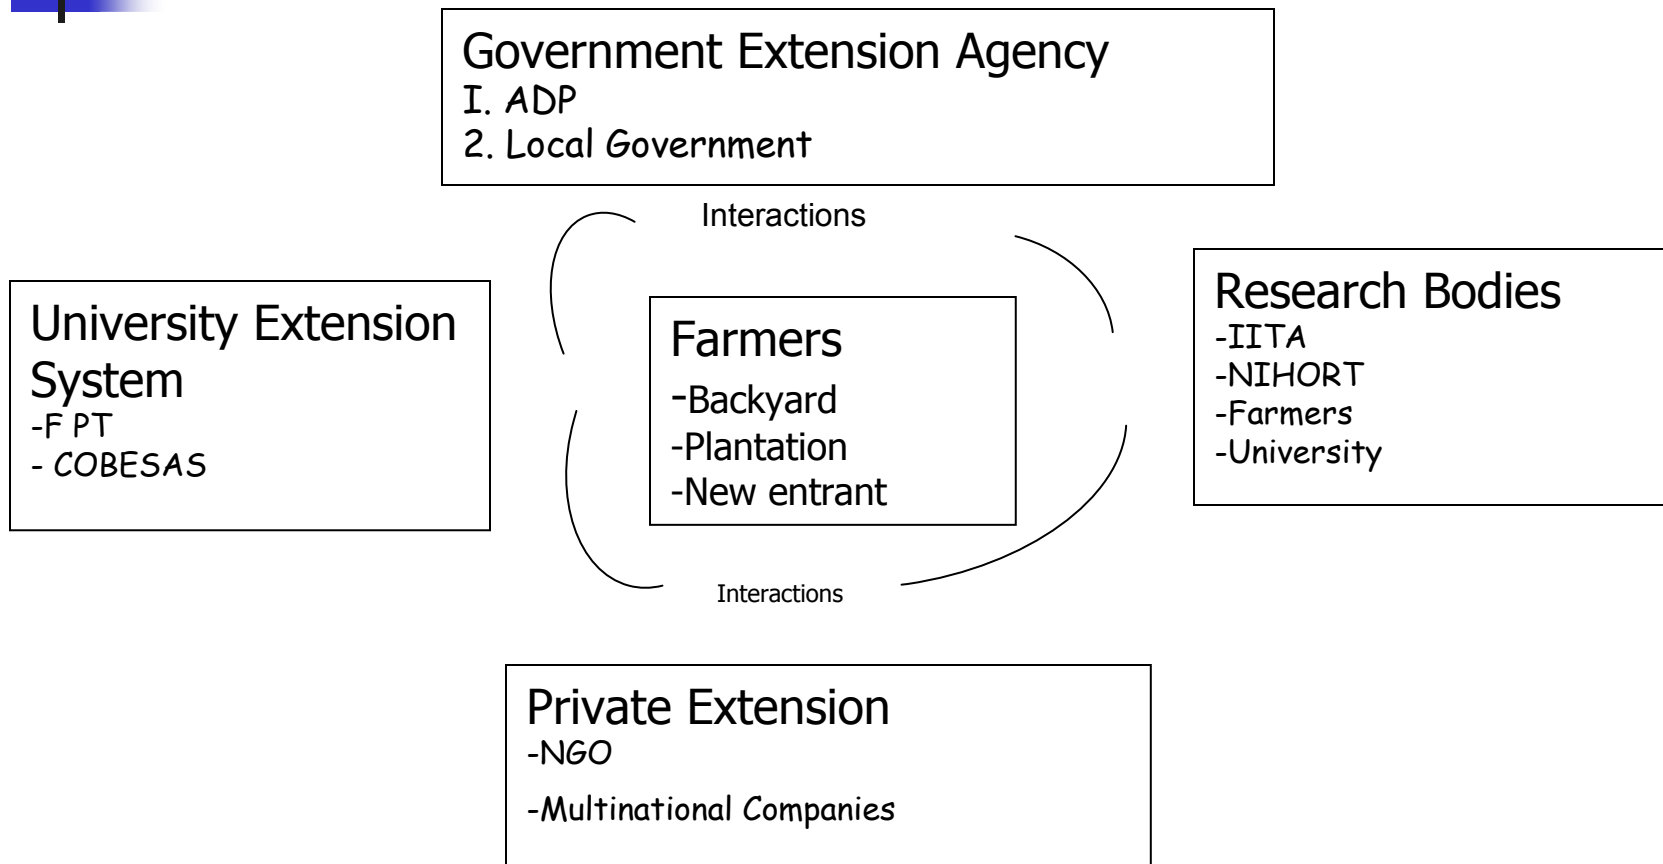 Government Extension Agency
I. ADP
2. Local Government
Interactions
University Extension
System
-F PT
- COBESAS
Farmers
-Backyard
-Plantation
-New entrant
Research Bodies
-IITA
-NIHORT
-Farmers
-University
Interactions
Private Extension
-NGO
-Multinational Companies